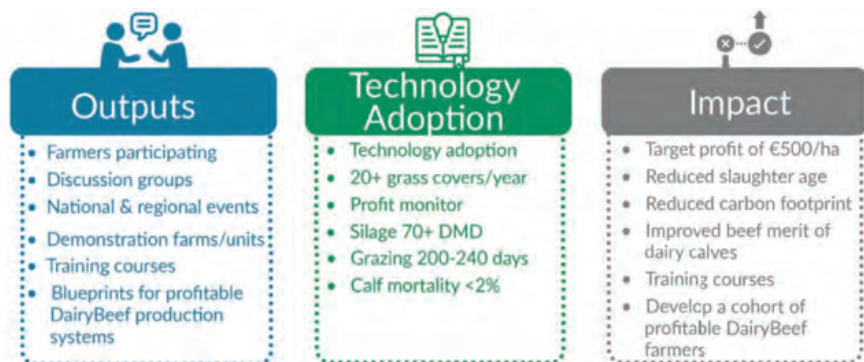 Outputs
Farmers participating
Discussion groups
National & regional events
Demonstration farms/units
Training courses
Blueprints for profitable
DairyBeef production
systems
Technology
Adoption
Technology adoption
20+ grass covers/year
Profit monitor
Silage 70+ DMD
Grazing 200-240 days
Calf mortality <2%
Impact
Target profit of €500/ha
Reduced slaughter age
Reduced carbon footprint
Improved beef merit of
dairy calves
Training courses
Develop a cohort of
profitable DairyBeef
farmers